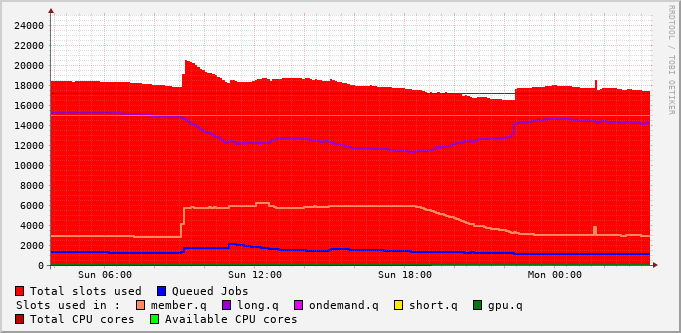 24000
22000
20000
18000
16000
14000
12000
10000
8000
6000
4000
2000
0
Sun 06:00 Sun 12:00 Sun 18:00 Mon 00:00
Total slots used Queued Jobs
Slots used in : member.q long.q ondemand.q short.q gpu.q
Total CPU cores Available CPU cores
RRDTOOL / TOBI OETIKER